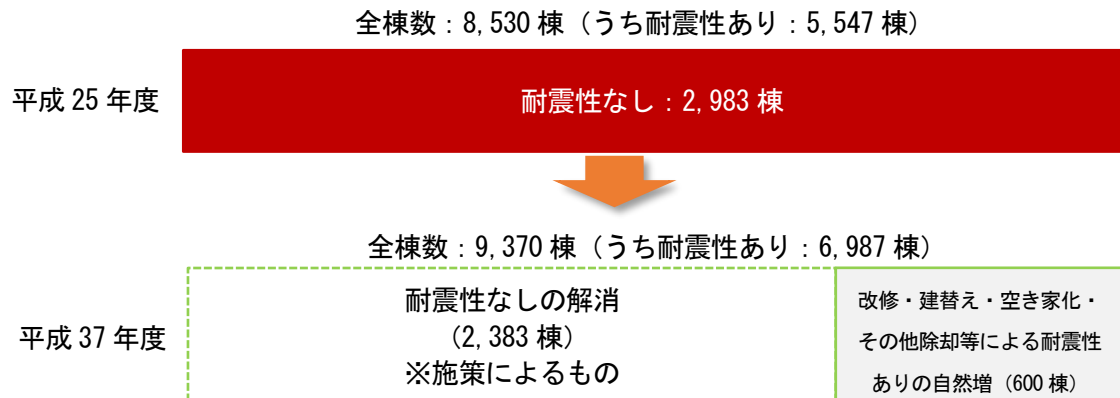 全棟数：8,530 棟（うち耐震性あり：5,547 棟）
平成 25 年度
耐震性なし：2,983 棟
全棟数：9,370 棟（うち耐震性あり：6,987 棟）
平成 37 年度
耐震性なしの解消
（2,383 棟）
※施策によるもの
改修・建替え・空き家化・
その他除却等による耐震性
ありの自然増（600 棟）